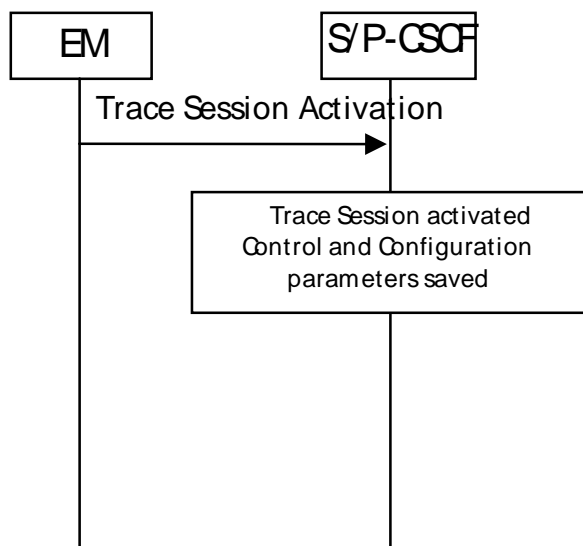 EM
S/P-CSCF
Trace Session Activation
Trace Session activated
Control and Configuration
parameters saved